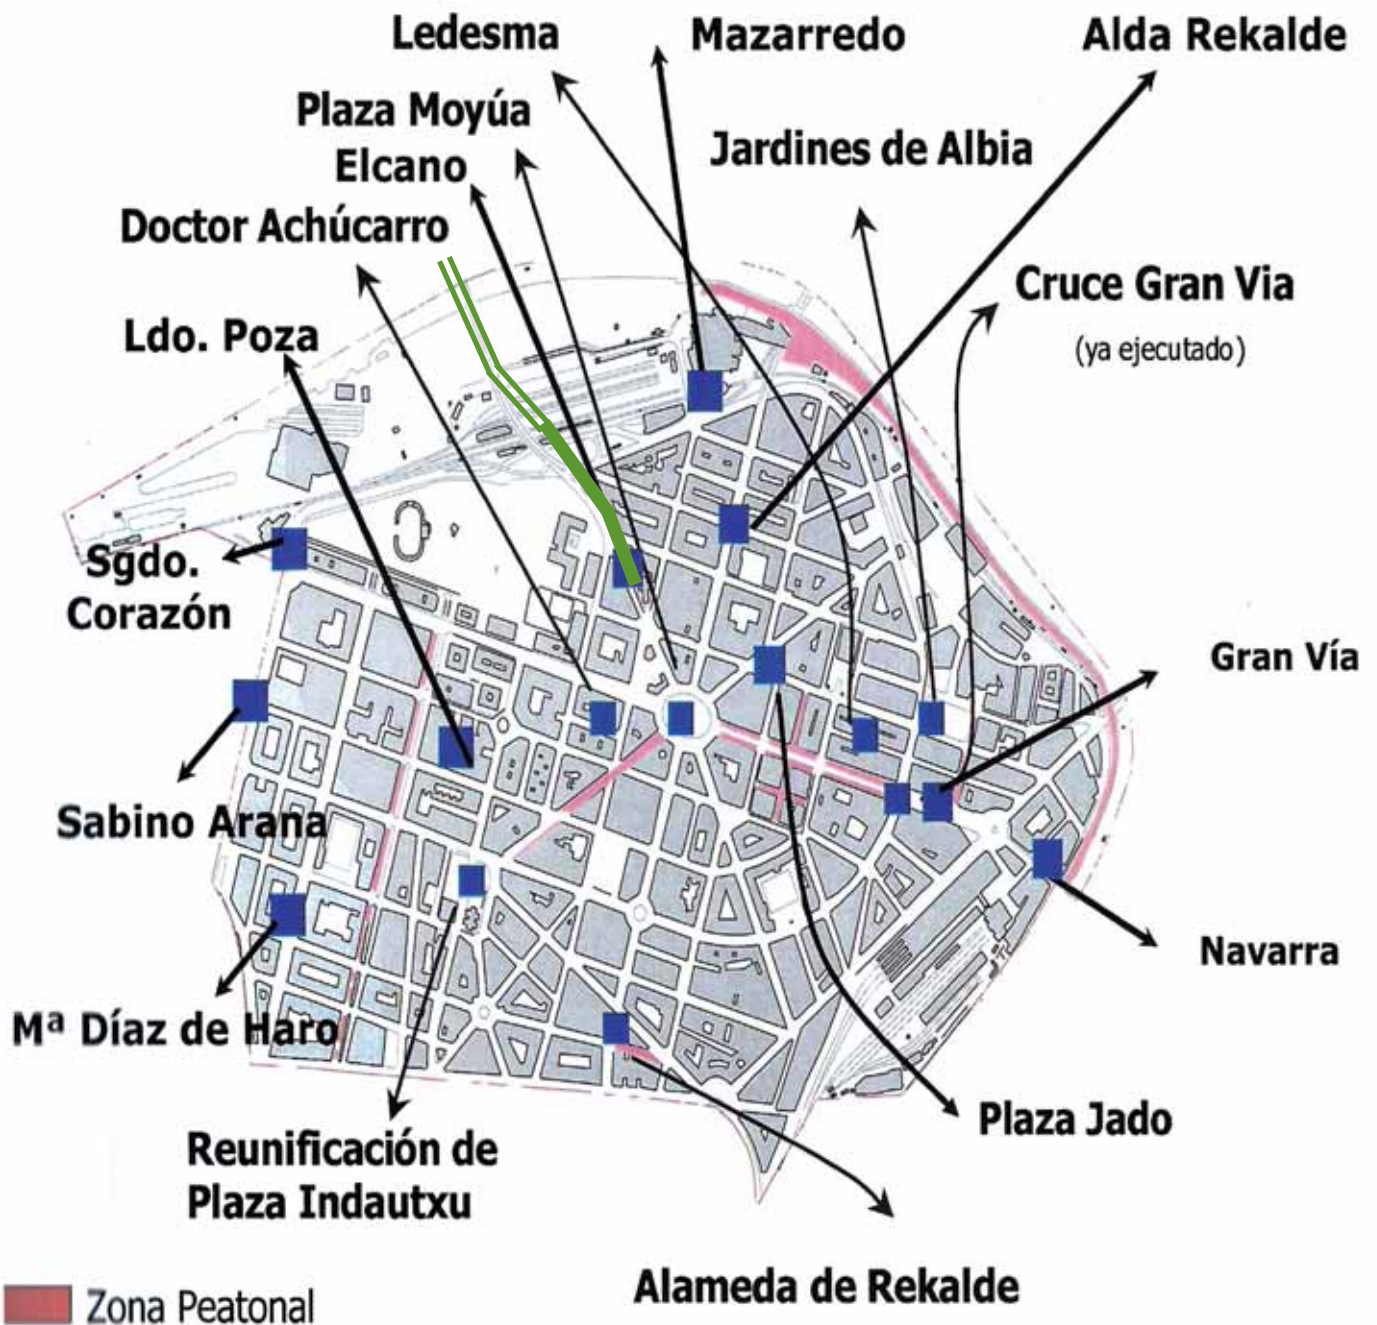 Ledesma
Mazarredo
Alda Rekalde
Plaza Moyúa
Elcano
Jardines de Albia
Doctor Achúcarro
Cruce Gran Via
(ya ejecutado)
Ldo. Poza
Sgdo.
Corazón
Gran Vía
Sabino Arana
Navarra
Mª Díaz de Haro
Plaza Jado
Reunificación de
Plaza Indautxu
Alameda de Rekalde
Zona Peatonal